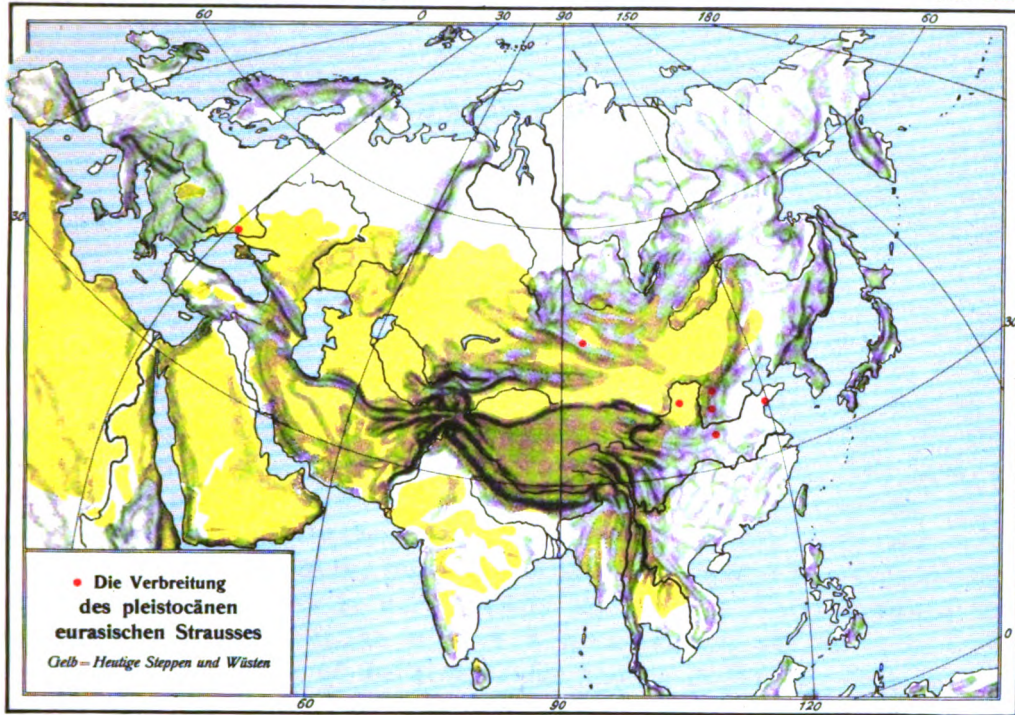 60 0 30 90 150 180 60
30
30
0
• Die Verbreitung
des pleistocänen
eurasischen Strausses
Gelb = Heutige Steppen und Wüsten
60 90 120